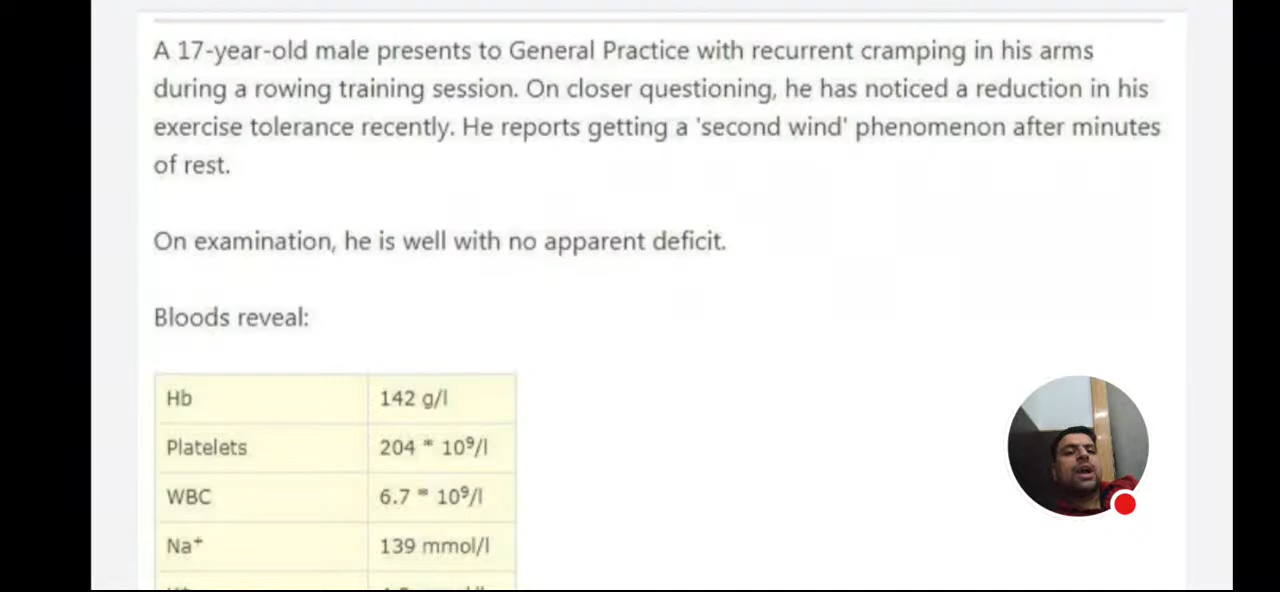 A 17-year-old male presents to General Practice with recurrent cramping in his arms
during a rowing training session. On closer questioning, he has noticed a reduction in his
exercise tolerance recently. He reports getting a 'second wind' phenomenon after minutes
of rest.
On examination, he is well with no apparent deficit.
Bloods reveal:
Hb 142 g/l
Platelets 204 * 10⁹/l
WBC 6.7 * 10⁹/l
Na⁺ 139 mmol/l